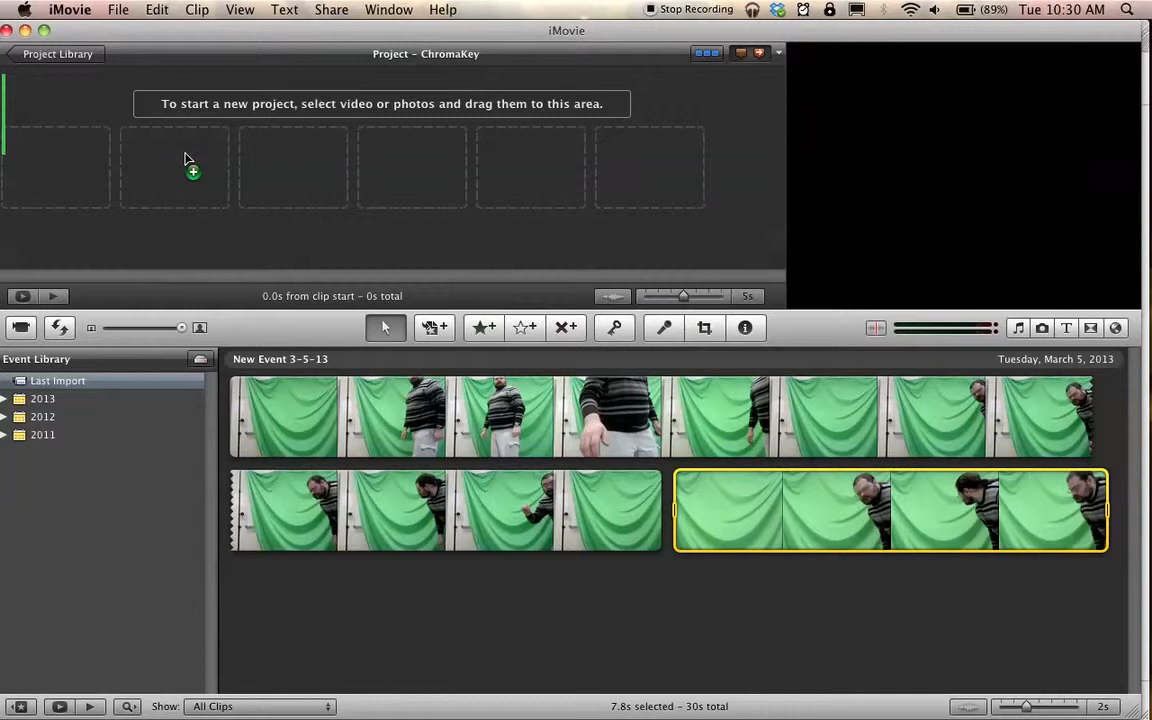 iMovie File Edit Clip View Text Share Window Help Stop Recording (89%) Tue 10:30 AM
iMovie
Project Library Project - ChromaKey
To start a new project, select video or photos and drag them to this area.
0.0s from clip start - 0s total 5s
Event Library
New Event 3-5-13 Tuesday, March 5, 2013
Last Import
2013
2012
2011
Show: All Clips 7.8s selected - 30s total 2s